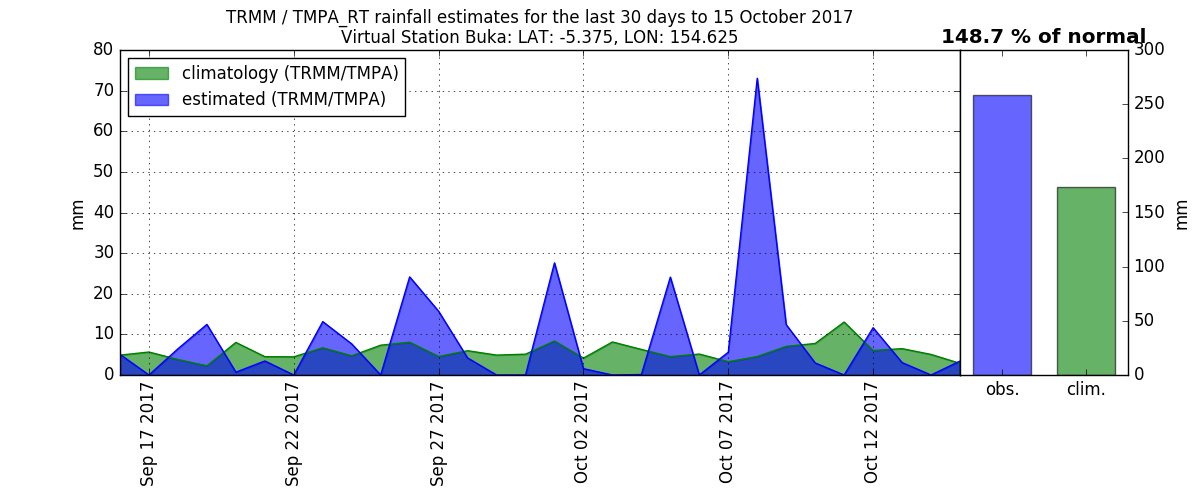 TRMM / TMPA_RT rainfall estimates for the last 30 days to 15 October 2017
Virtual Station Buka: LAT: -5.375, LON: 154.625
148.7 % of normal
climatology (TRMM/TMPA)
estimated (TRMM/TMPA)
80
70
60
50
40
30
20
10
0
mm
Sep 17 2017
Sep 22 2017
Sep 27 2017
Oct 02 2017
Oct 07 2017
Oct 12 2017
300
250
200
150
100
50
0
mm
obs.
clim.